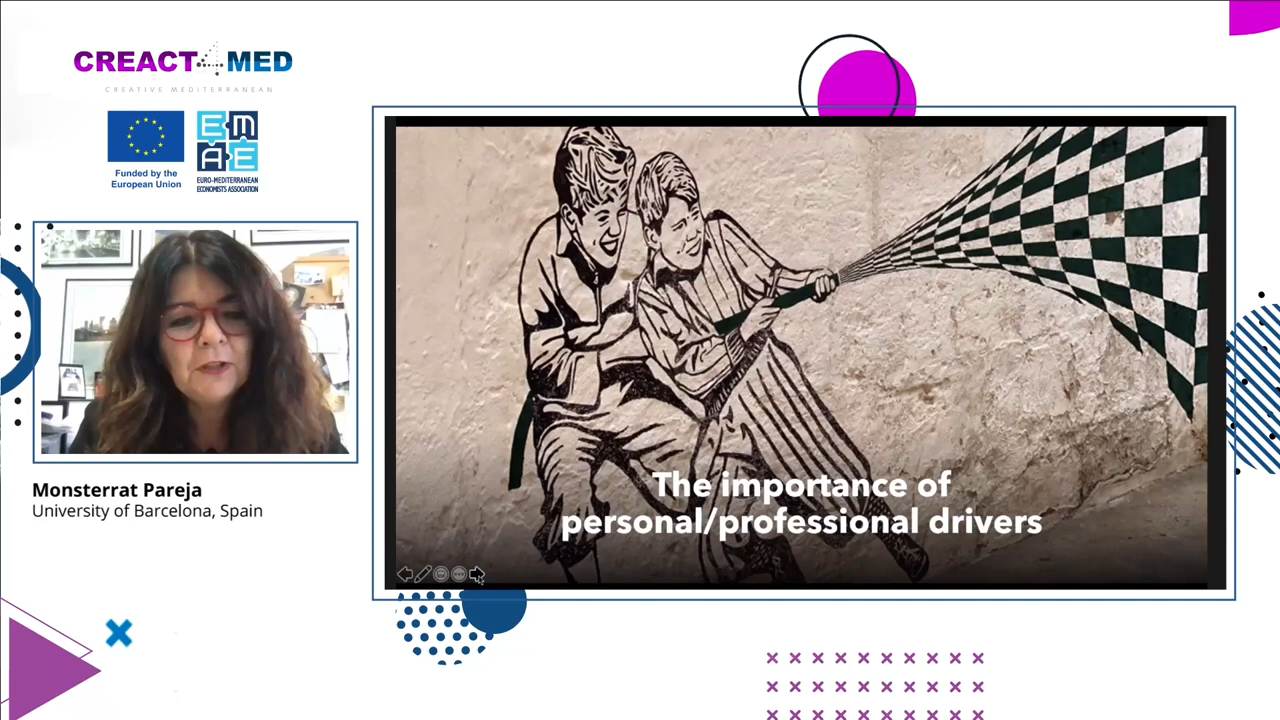 CREACT4MED
CREATIVE MEDITERRANEAN
Funded by the
European Union
EMAE
EURO-MEDITERRANEAN
ECONOMISTS ASSOCIATION
Monsterrat Pareja
University of Barcelona, Spain
The importance of
personal/professional drivers